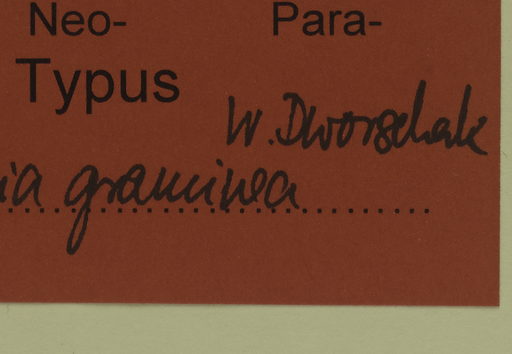 Neo- Para-
Typus
W. Dworschak
ia graminea